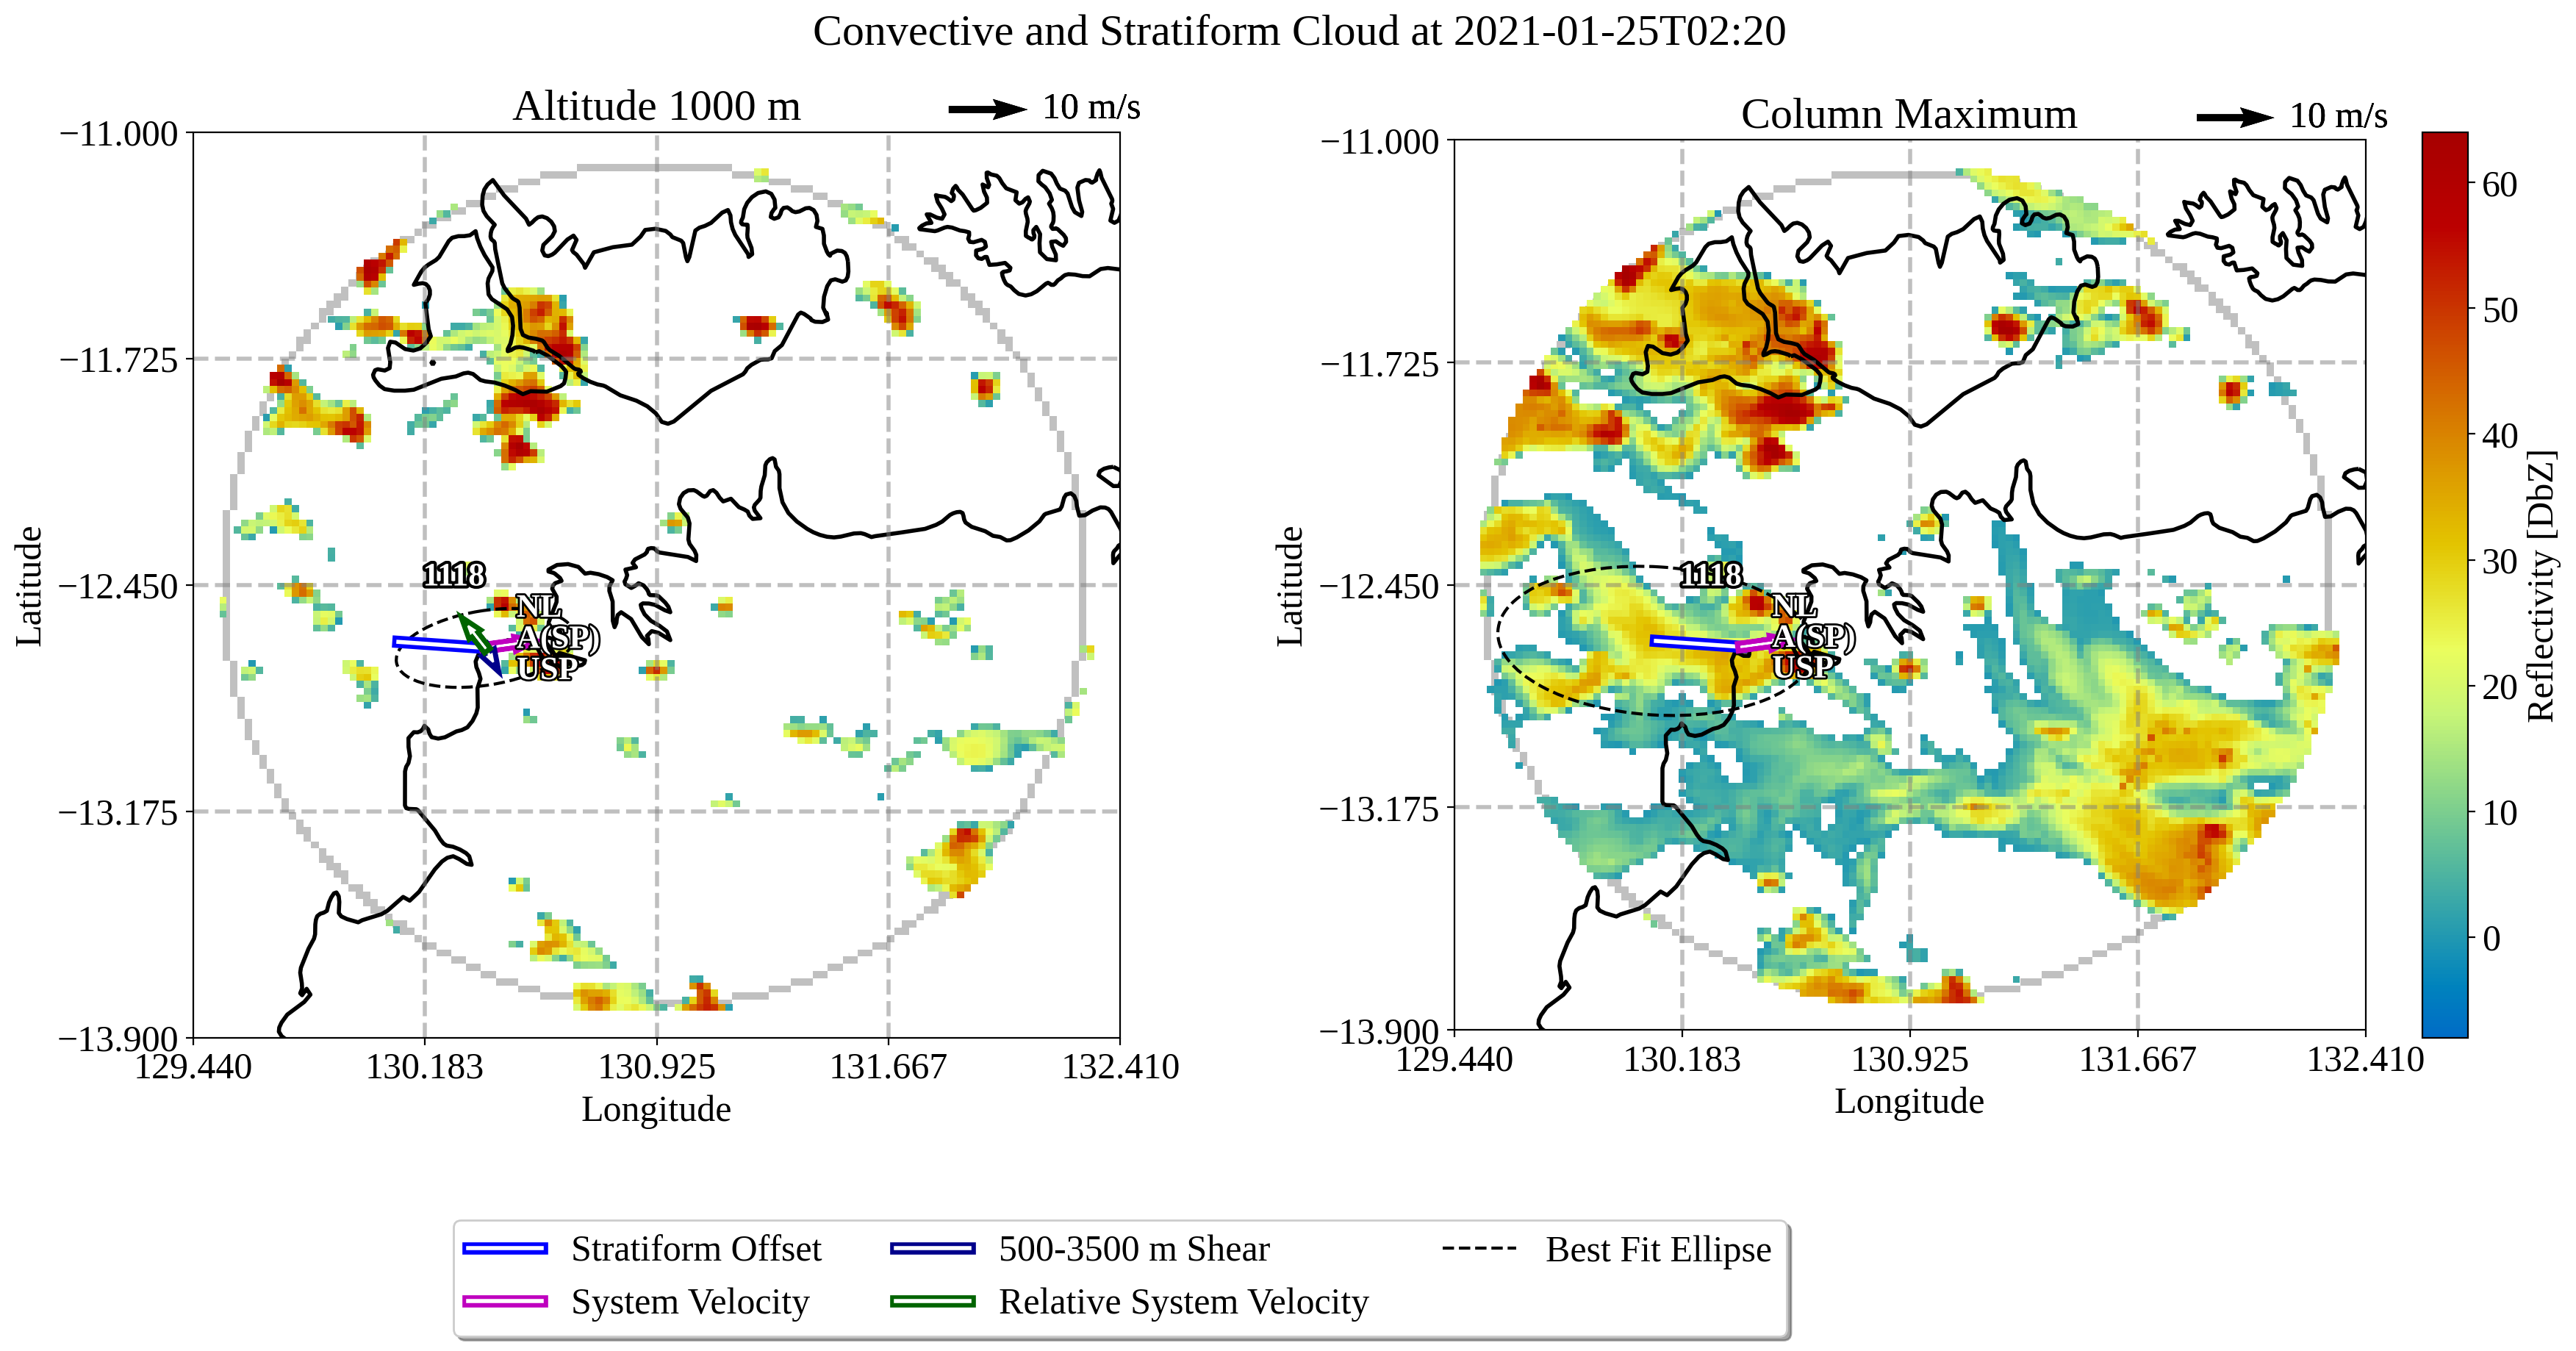 Convective and Stratiform Cloud at 2021-01-25T02:20
Altitude 1000 m
10 m/s
−11.000
−11.725
−12.450
−13.175
−13.900
Latitude
1118
NL
A(SP)
USP
129.440
130.183
130.925
131.667
132.410
Longitude
Column Maximum
10 m/s
−11.000
−11.725
−12.450
−13.175
−13.900
Latitude
1118
NL
A(SP)
USP
129.440
130.183
130.925
131.667
132.410
Longitude
60
50
40
30
20
10
0
Reflectivity [DbZ]
Stratiform Offset
System Velocity
500-3500 m Shear
Relative System Velocity
Best Fit Ellipse